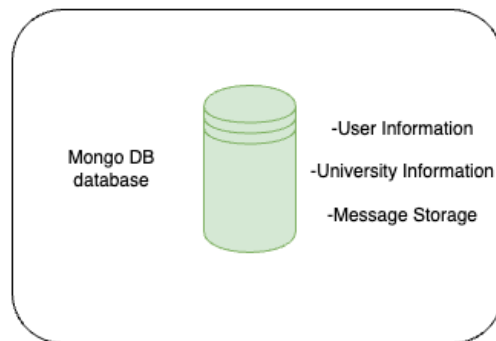 Mongo DB
database
-User Information
-University Information
-Message Storage